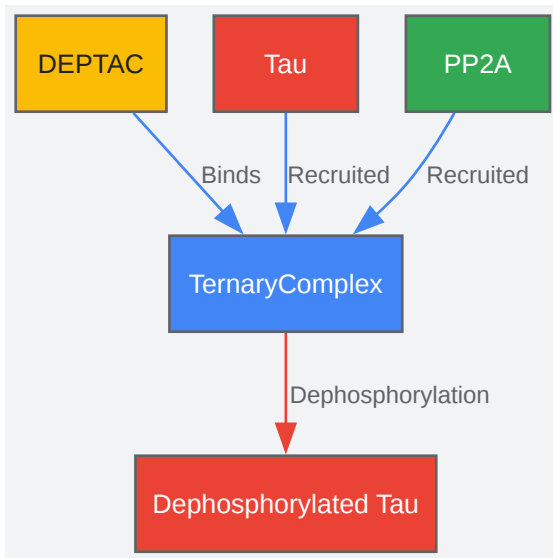 DEPTAC
Tau
PP2A
Binds
Recruited
Recruited
TernaryComplex
Dephosphorylation
Dephosphorylated Tau